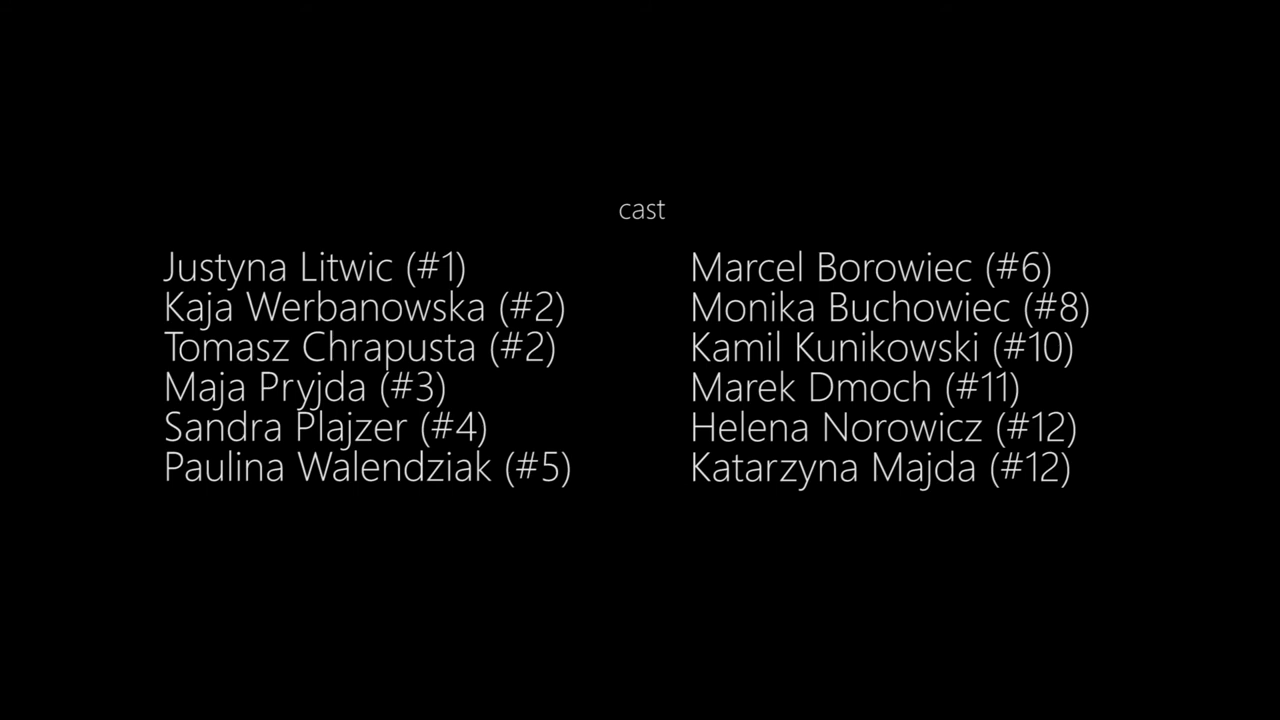 cast
Justyna Litwic (#1)
Kaja Werbanowska (#2)
Tomasz Chrapusta (#2)
Maja Pryjda (#3)
Sandra Plajzer (#4)
Paulina Walendziak (#5)
Marcel Borowiec (#6)
Monika Buchowiec (#8)
Kamil Kunikowski (#10)
Marek Dmoch (#11)
Helena Norowicz (#12)
Katarzyna Majda (#12)